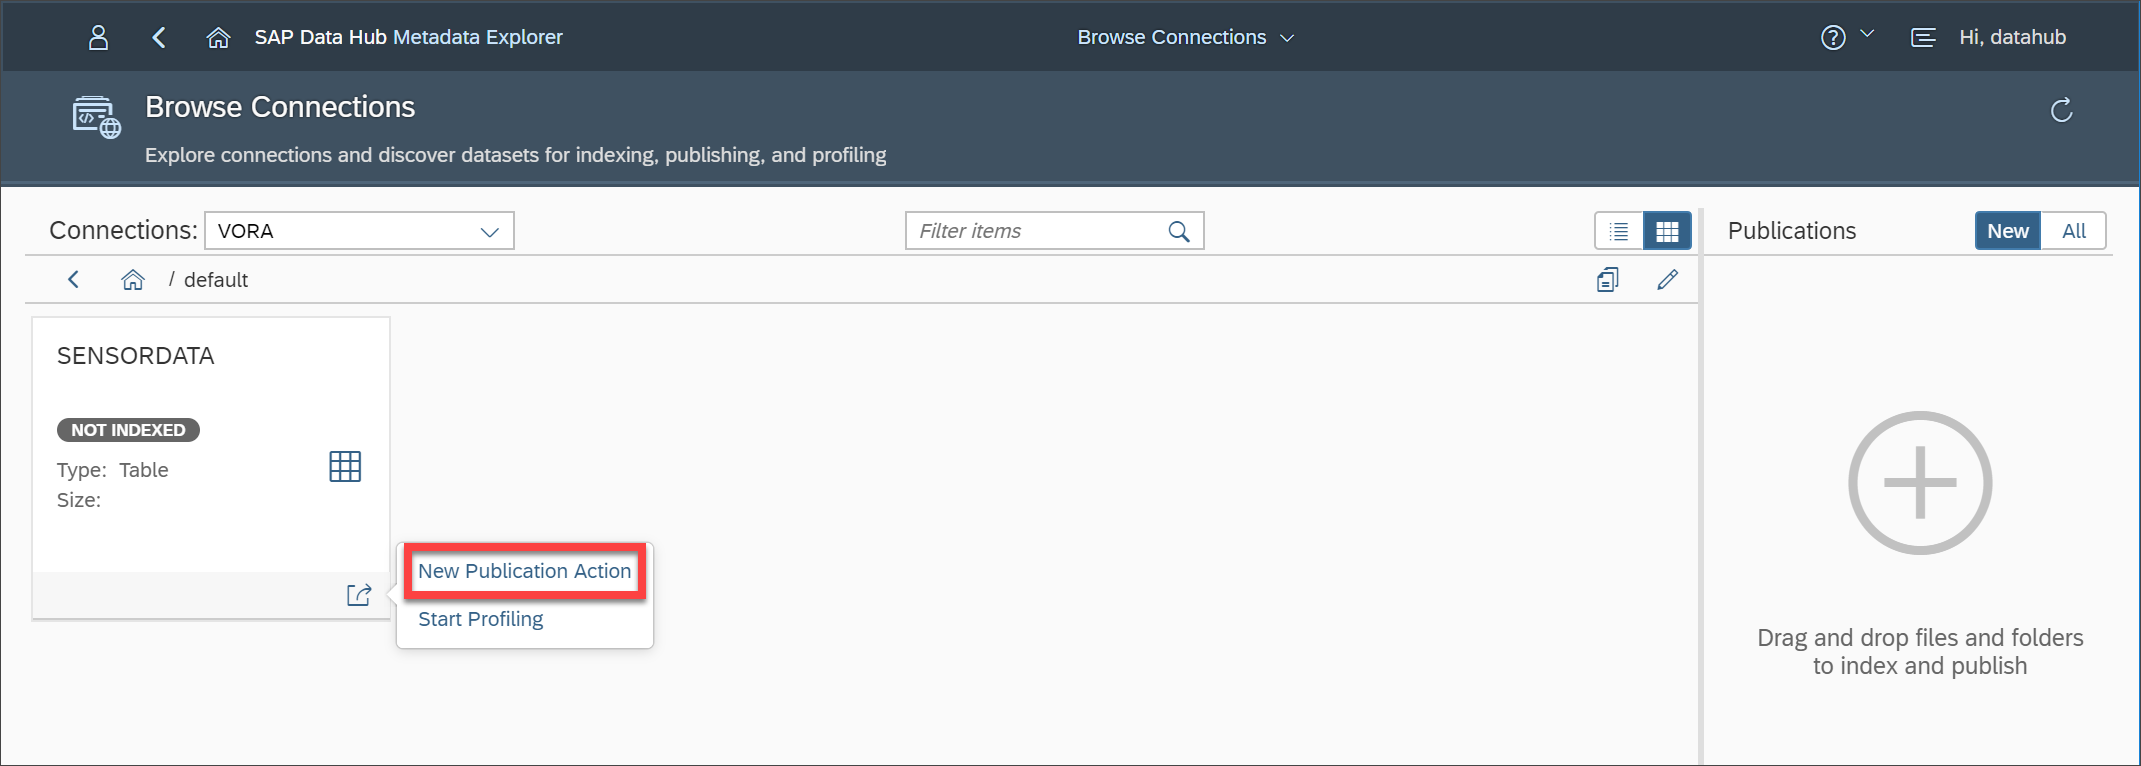 SAP Data Hub Metadata Explorer
Browse Connections
Hi, datahub
Browse Connections
Explore connections and discover datasets for indexing, publishing, and profiling
Connections: VORA
Filter items
Publications
New
All
/ default
SENSORDATA
NOT INDEXED
Type: Table
Size:
New Publication Action
Start Profiling
Drag and drop files and folders
to index and publish